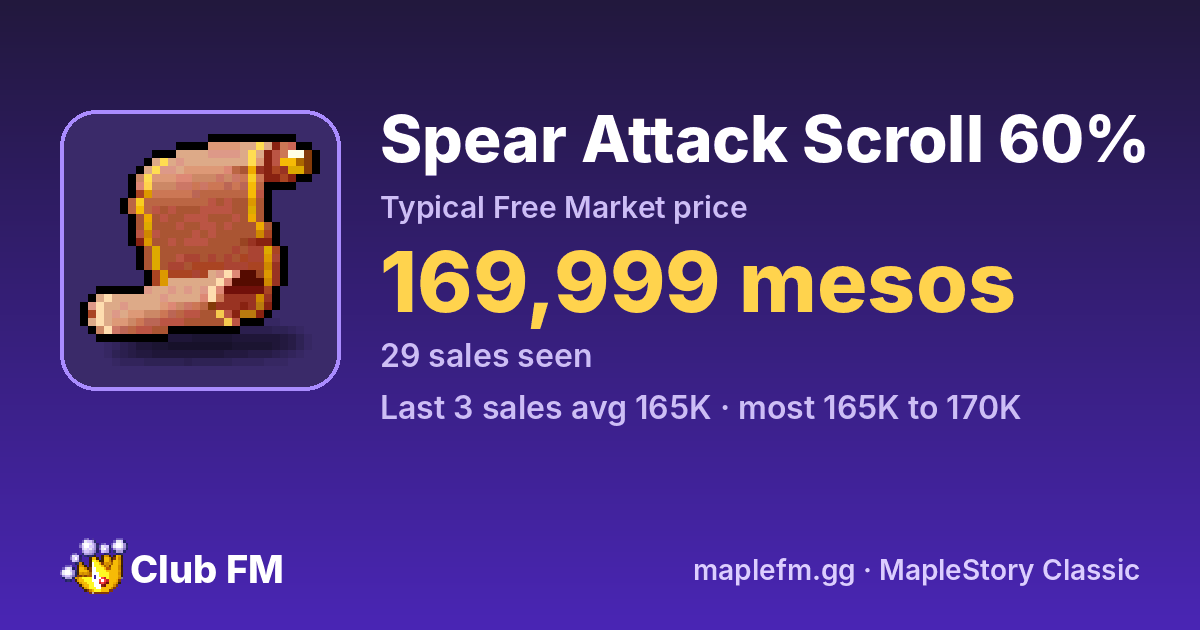 Spear Attack Scroll 60%
Typical Free Market price
169,999 mesos
29 sales seen
Last 3 sales avg 165K · most 165K to 170K
Club FM
maplefm.gg · MapleStory Classic